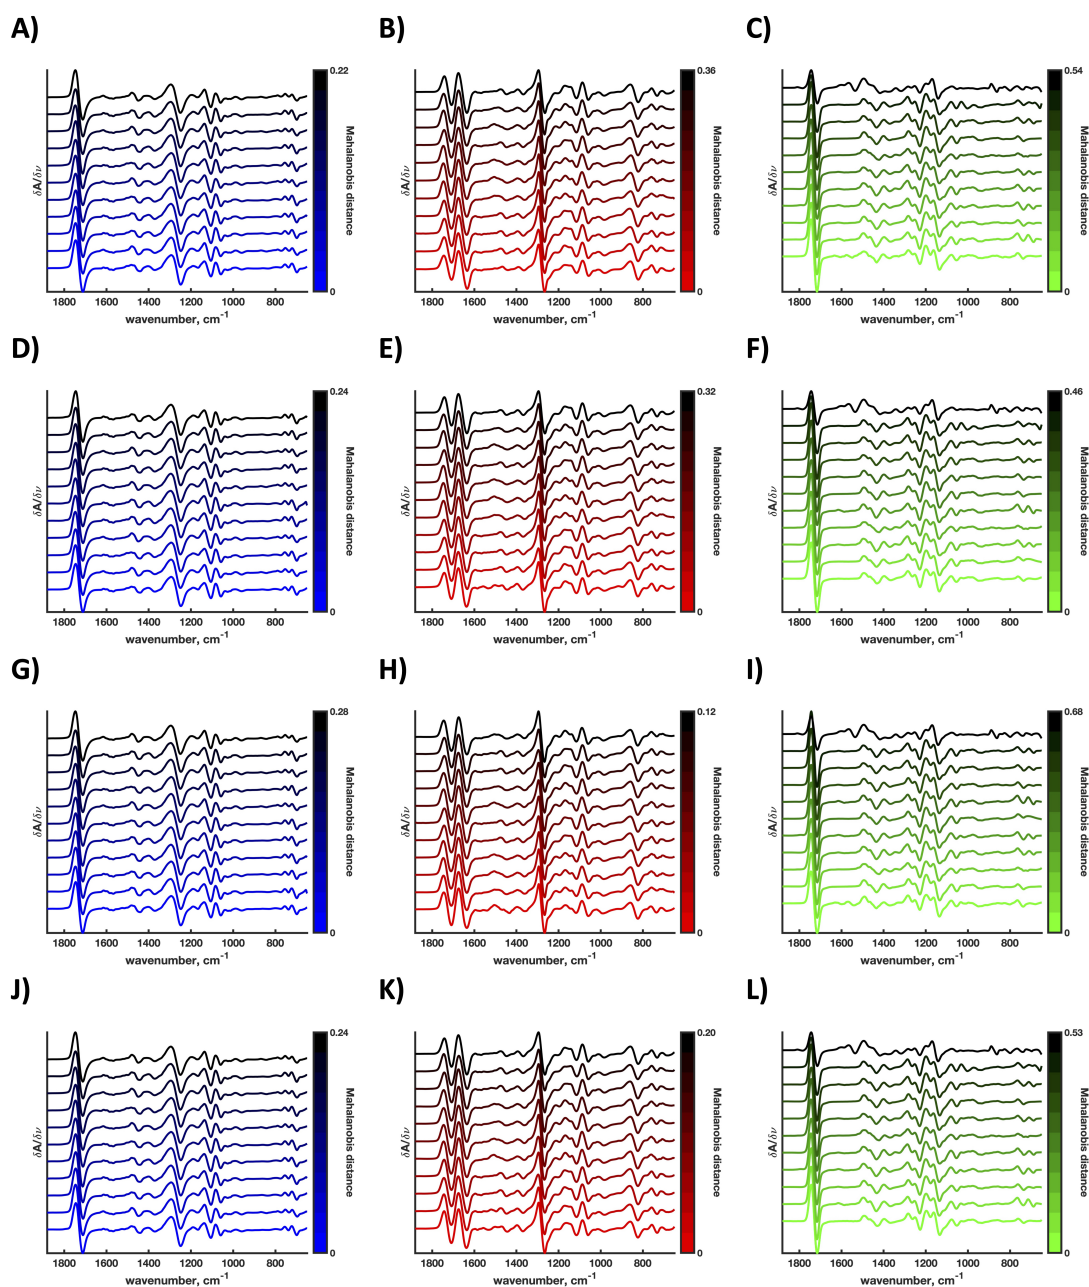 A) B) C)
0.22 0.36 0.54
δA/δν δA/δν δA/δν
Mahalanobis distance Mahalanobis distance Mahalanobis distance
0 0 0
1800 1600 1400 1200 1000 800 1800 1600 1400 1200 1000 800 1800 1600 1400 1200 1000 800
wavenumber, cm-1 wavenumber, cm-1 wavenumber, cm-1
D) E) F)
0.24 0.32 0.46
δA/δν δA/δν δA/δν
Mahalanobis distance Mahalanobis distance Mahalanobis distance
0 0 0
1800 1600 1400 1200 1000 800 1800 1600 1400 1200 1000 800 1800 1600 1400 1200 1000 800
wavenumber, cm-1 wavenumber, cm-1 wavenumber, cm-1
G) H) I)
0.28 0.12 0.68
δA/δν δA/δν δA/δν
Mahalanobis distance Mahalanobis distance Mahalanobis distance
0 0 0
1800 1600 1400 1200 1000 800 1800 1600 1400 1200 1000 800 1800 1600 1400 1200 1000 800
wavenumber, cm-1 wavenumber, cm-1 wavenumber, cm-1
J) K) L)
0.24 0.20 0.53
δA/δν δA/δν δA/δν
Mahalanobis distance Mahalanobis distance Mahalanobis distance
0 0 0
1800 1600 1400 1200 1000 800 1800 1600 1400 1200 1000 800 1800 1600 1400 1200 1000 800
wavenumber, cm-1 wavenumber, cm-1 wavenumber, cm-1